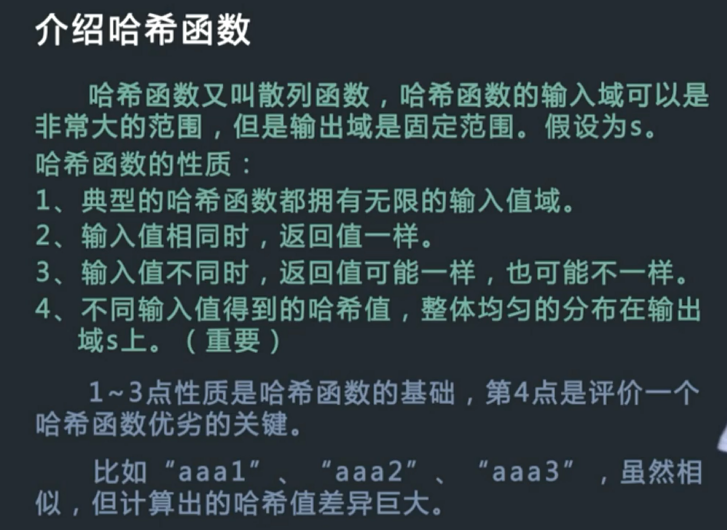 介绍哈希函数
哈希函数又叫散列函数，哈希函数的输入域可以是
非常大的范围，但是输出域是固定范围。假设为s。
哈希函数的性质：
1、典型的哈希函数都拥有无限的输入值域。
2、输入值相同时，返回值一样。
3、输入值不同时，返回值可能一样，也可能不一样。
4、不同输入值得到的哈希值，整体均匀的分布在输出
域s上。（重要）
1~3点性质是哈希函数的基础，第4点是评价一个
哈希函数优劣的关键。
比如“aaa1”、“aaa2”、“aaa3”，虽然相
似，但计算出的哈希值差异巨大。